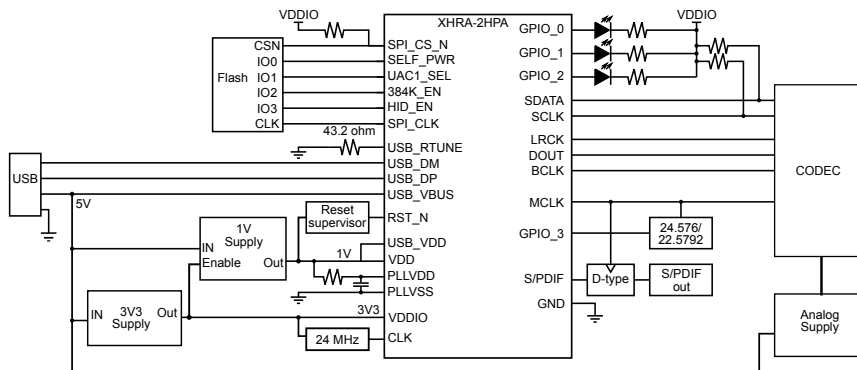 VDDIO
XHRA-2HPA
VDDIO
Flash
CSN
IO0
IO1
IO2
IO3
CLK
SPI_CS_N
SELF_PWR
UAC1_SEL
384K_EN
HID_EN
SPI_CLK
43.2 ohm
USB_RTUNE
USB_DM
USB_DP
USB_VBUS
USB
5V
1V
Supply
IN
Enable
Out
Reset
supervisor
RST_N
1V
USB_VDD
VDD
PLLVDD
PLLVSS
3V3
Supply
IN
Out
3V3
VDDIO
24 MHz
CLK
GPIO_0
GPIO_1
GPIO_2
SDATA
SCLK
LRCK
DOUT
BCLK
MCLK
GPIO_3
S/PDIF
GND
24.576/
22.5792
D-type
S/PDIF
out
CODEC
Analog
Supply